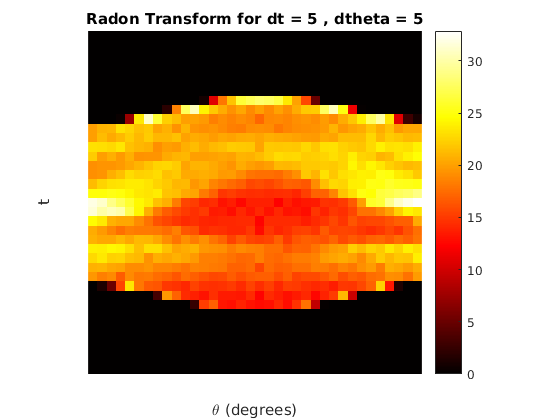 Radon Transform for dt = 5 , dtheta = 5
30
25
20
15
10
5
0
t
θ (degrees)